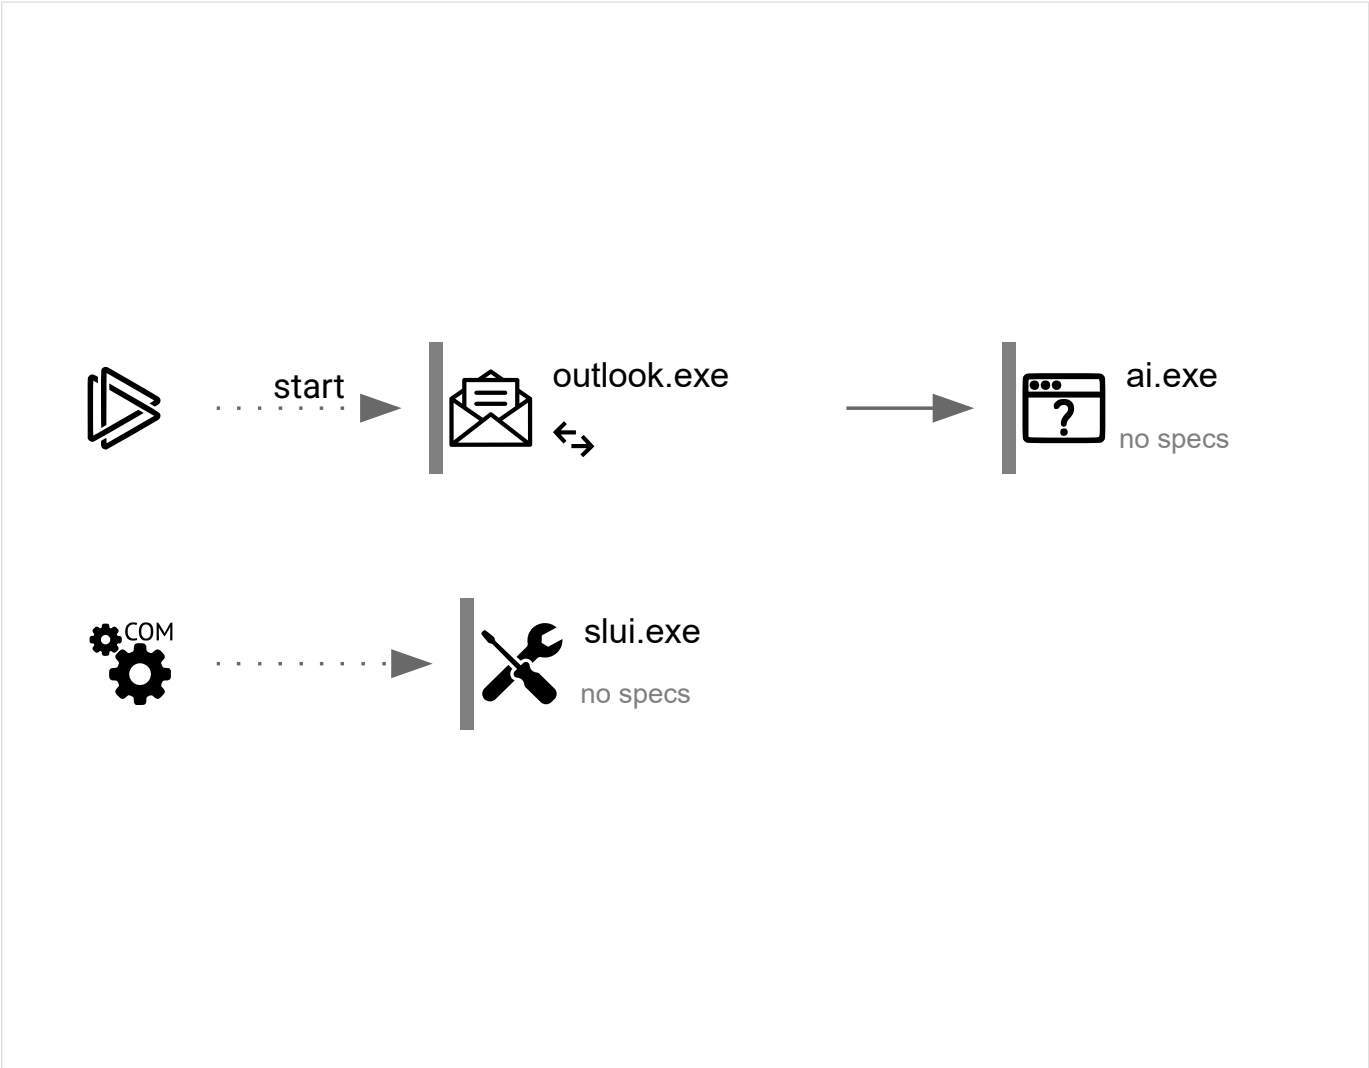 start
outlook.exe
ai.exe
no specs
COM
slui.exe
no specs